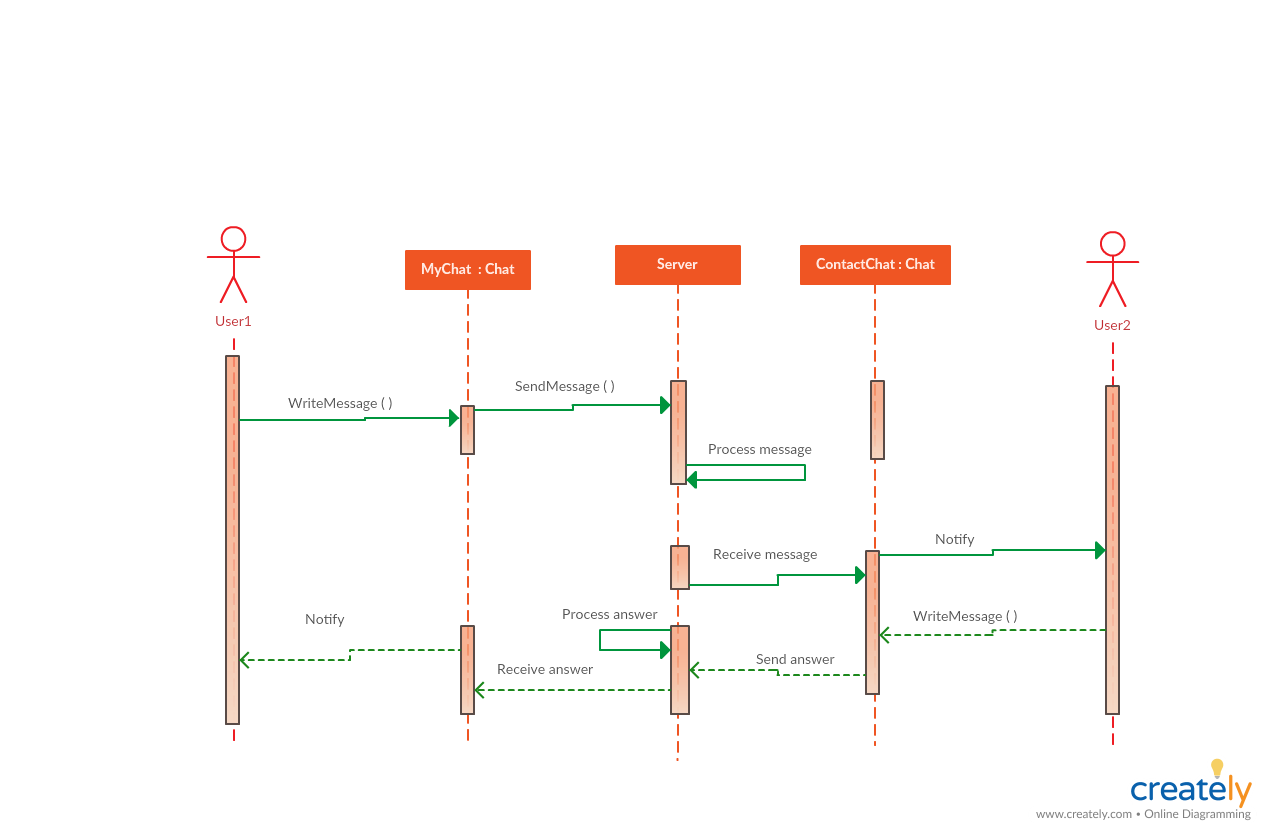 MyChat : Chat
Server
ContactChat : Chat
User1
User2
WriteMessage ( )
SendMessage ( )
Process message
Receive message
Notify
Process answer
Notify
WriteMessage ( )
Send answer
Receive answer
creately
www.creately.com • Online Diagramming